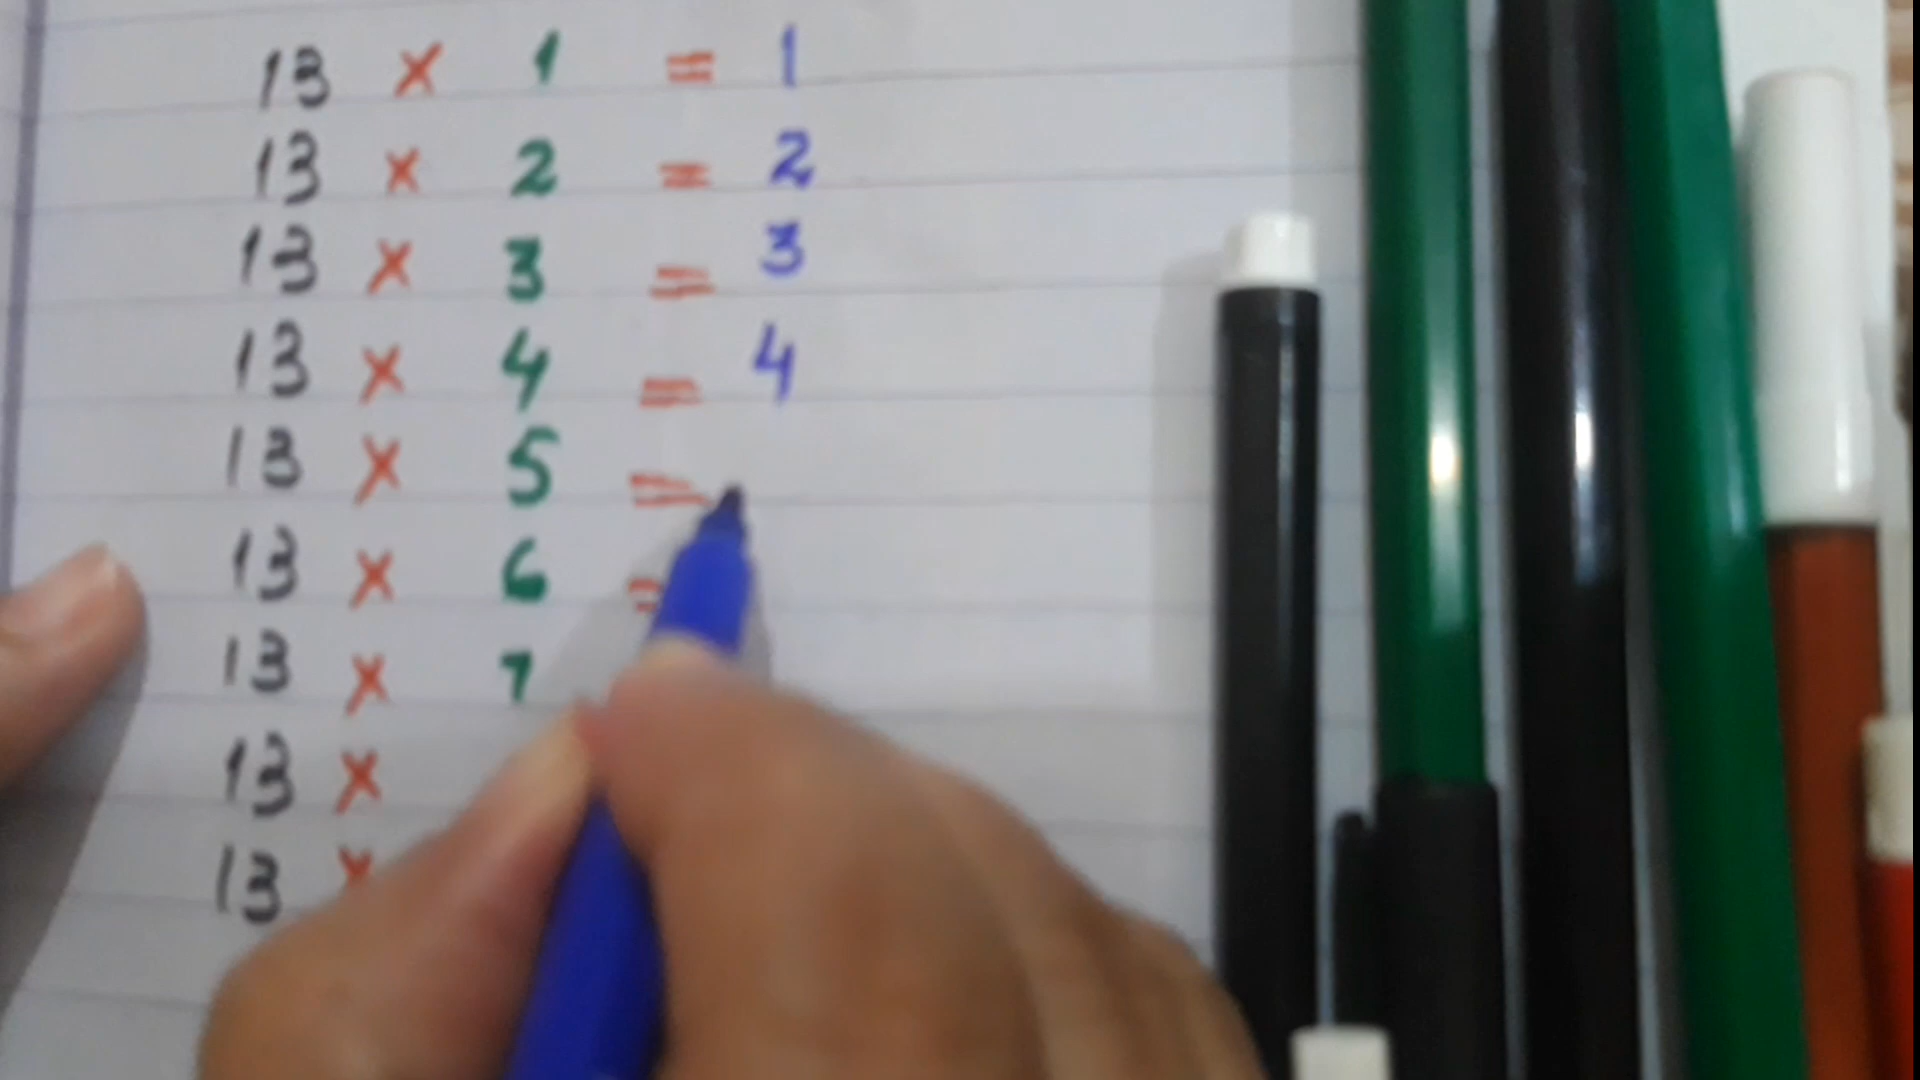 13 × 1 = 1
13 × 2 = 2
13 × 3 = 3
13 × 4 = 4
13 × 5 =
13 × 6 =
13 × 7
13 ×
13 ×